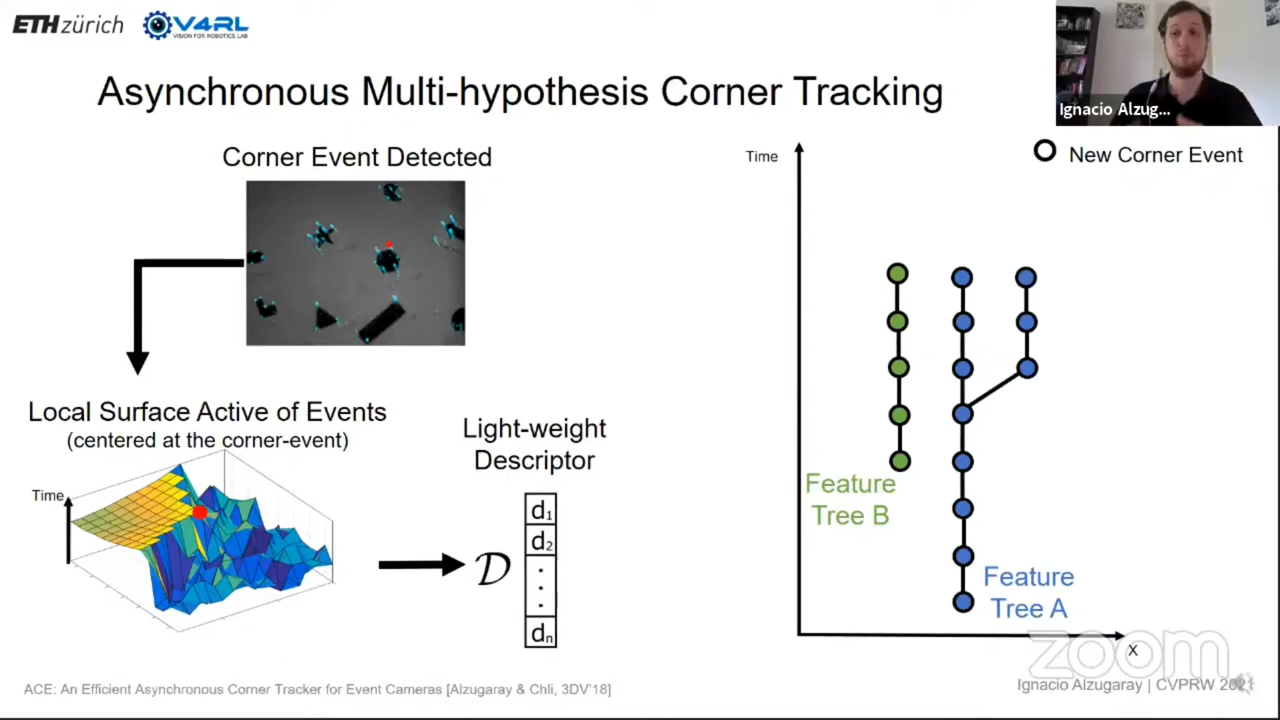 ETH zürich
V4RL
VISION FOR ROBOTICS LAB
Ignacio Alzug...
Asynchronous Multi-hypothesis Corner Tracking
Corner Event Detected
Time
New Corner Event
Local Surface Active of Events
(centered at the corner-event)
Time
Light-weight
Descriptor
D
d1
d2
.
.
.
dn
Feature
Tree B
Feature
Tree A
X
zoom
ACE: An Efficient Asynchronous Corner Tracker for Event Cameras [Alzugaray & Chli, 3DV'18]
Ignacio Alzugaray | CVPRW 2021